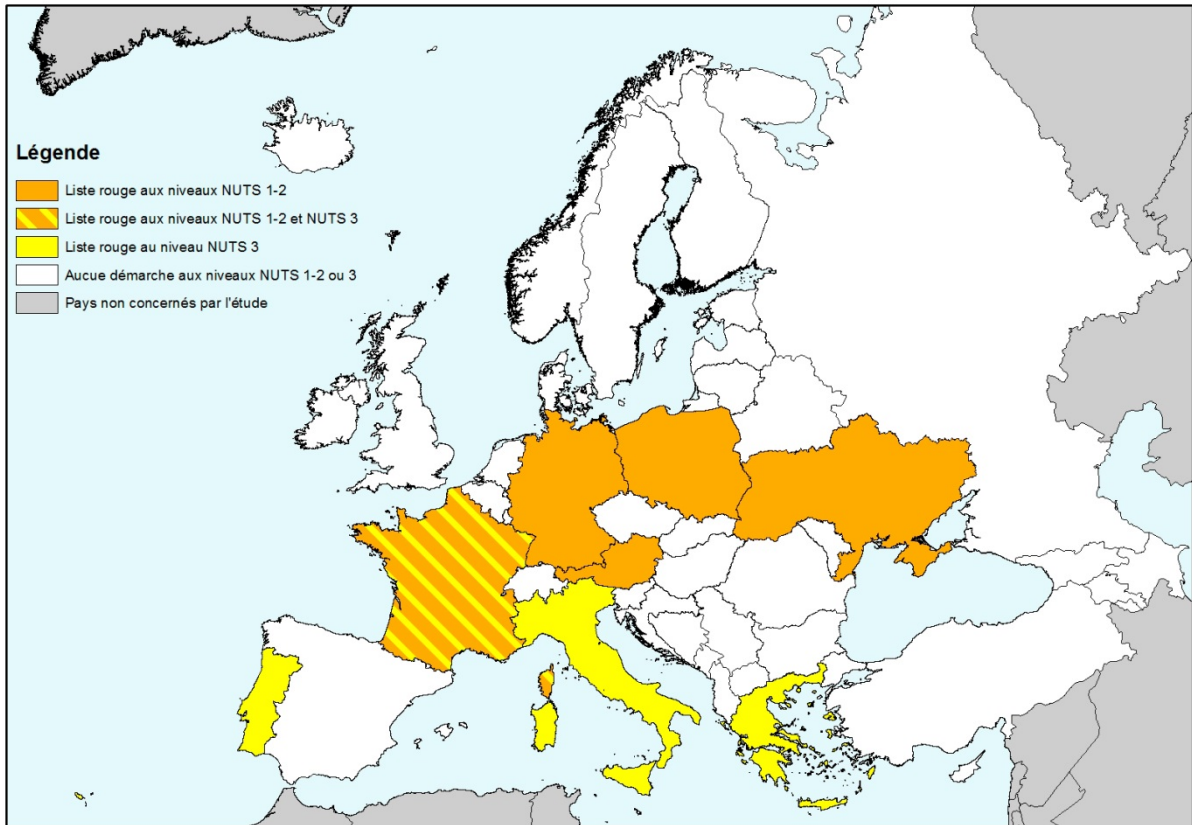 Légende
Liste rouge aux niveaux NUTS 1-2
Liste rouge aux niveaux NUTS 1-2 et NUTS 3
Liste rouge au niveau NUTS 3
Aucue démarche aux niveaux NUTS 1-2 ou 3
Pays non concernés par l'étude